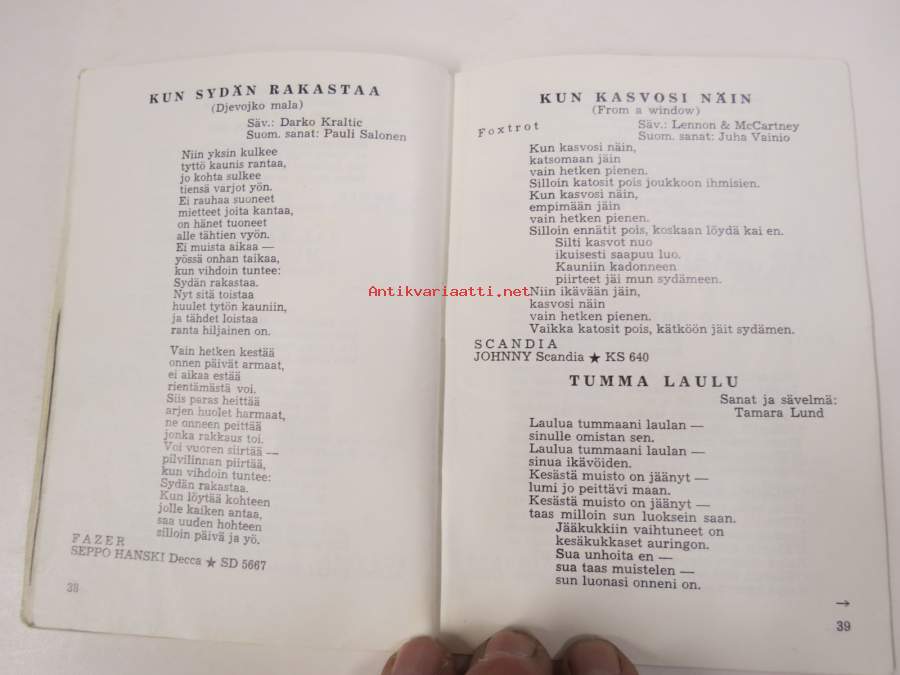 KUN SYDÄN RAKASTAA
(Djevojko mala)
Säv.: Darko Kraltic
Suom. sanat: Pauli Salonen
Niin yksin kulkee
tyttö kaunis rantaa,
jo kohta sulkee
tiensä varjot yön.
Ei rauhaa suoneet
mietteet joita kantaa,
on hänet tuoneet
alle tähtien vyön.
Ei muista aikaa —
yössä onhan taikaa,
kun vihdoin tuntee:
Sydän rakastaa.
Nyt sitä toistaa
huulet tytön kauniin,
ja tähdet loistaa
ranta hiljainen on.
Vain hetken kestää
onnen päivät armaat,
ei aikaa estää
rientämästä voi.
Siis paras heittää
arjen huolet harmaat,
ne onneen peittää
jonka rakkaus toi.
Voi vuoren siirtää —
pilvilinnan piirtää,
kun vihdoin tuntee:
Sydän rakastaa.
Kun löytää kohteen
jolle kaiken antaa,
saa uuden hohteen
silloin päivä ja yö.
FAZER
SEPPO HANSKI Decca ★ SD 5667
38
KUN KASVOSI NÄIN
(From a window)
Foxtrot
Säv.: Lennon & McCartney
Suom. sanat: Juha Vainio
Kun kasvosi näin,
katsomaan jäin
vain hetken pienen.
Silloin katosit pois joukkoon ihmisien.
Kun kasvosi näin,
empimään jäin
vain hetken pienen.
Silloin ennätit pois, koskaan löydä kai en.
Silti kasvot nuo
ikuisesti saapuu luo.
Kauniin kadonneen
piirteet jäi mun sydämeen.
Niin ikävään jäin,
kasvosi näin
vain hetken pienen.
Vaikka katosit pois, kätköön jäit sydämen.
SCANDIA
JOHNNY Scandia ★ KS 640
TUMMA LAULU
Sanat ja sävelmä:
Tamara Lund
Laulua tummaani laulan —
sinulle omistan sen.
Laulua tummaani laulan —
sinua ikävöiden.
Kesästä muisto on jäänyt —
lumi jo peittävi maan.
Kesästä muisto on jäänyt —
taas milloin sun luoksein saan.
Jääkukkiin vaihtuneet on
kesäkukkaset auringon.
Sua unhoita en —
sua taas muistelen —
sun luonasi onneni on.
→
39
Antikvariaatti.net